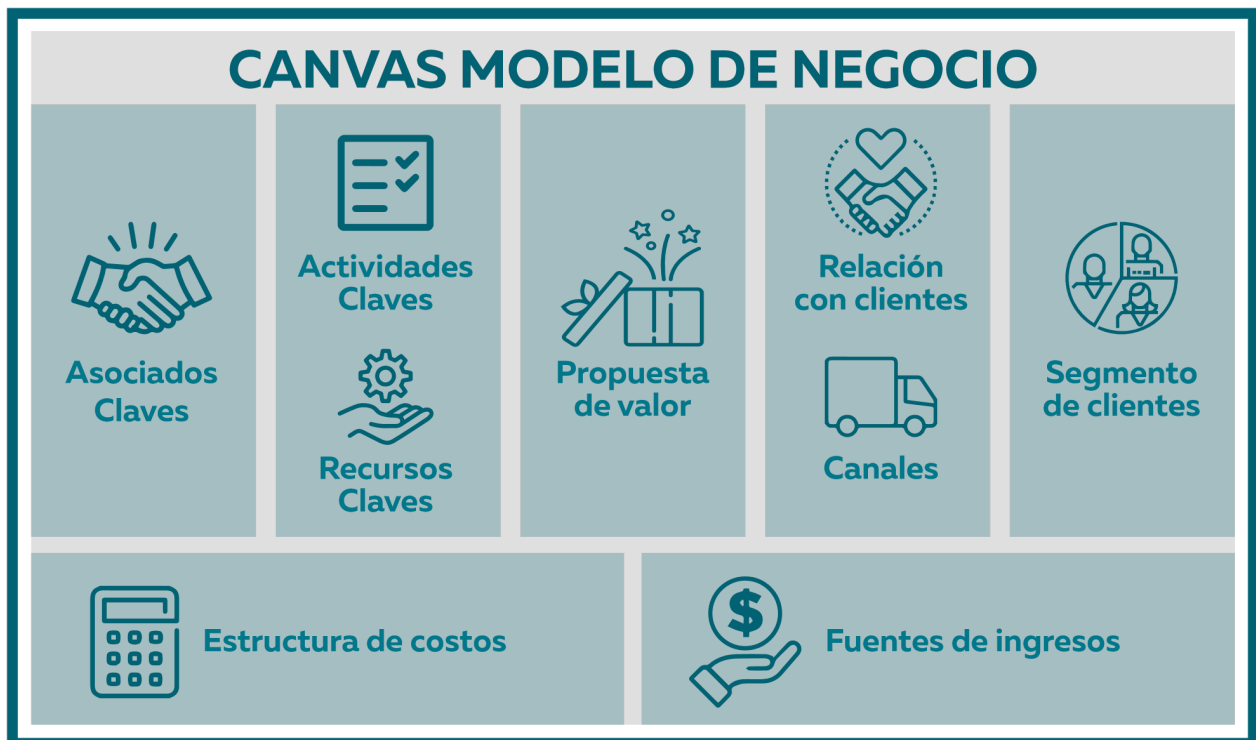 CANVAS MODELO DE NEGOCIO
Asociados
Claves
Actividades
Claves
Recursos
Claves
Propuesta
de valor
Relación
con clientes
Canales
Segmento
de clientes
Estructura de costos
$
Fuentes de ingresos